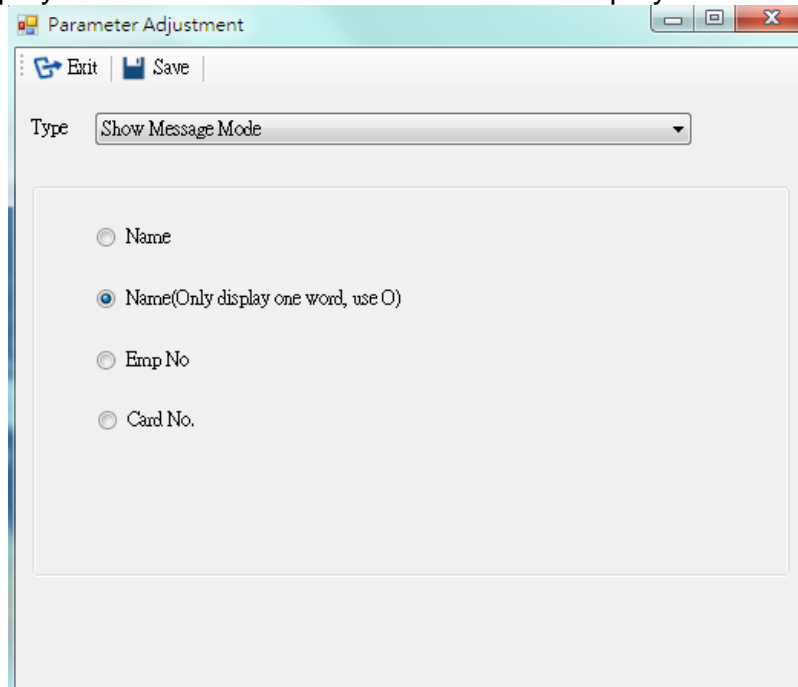 Parameter Adjustment
Exit Save
Type Show Message Mode
Name
Name(Only display one word, use O)
Emp No
Card No.